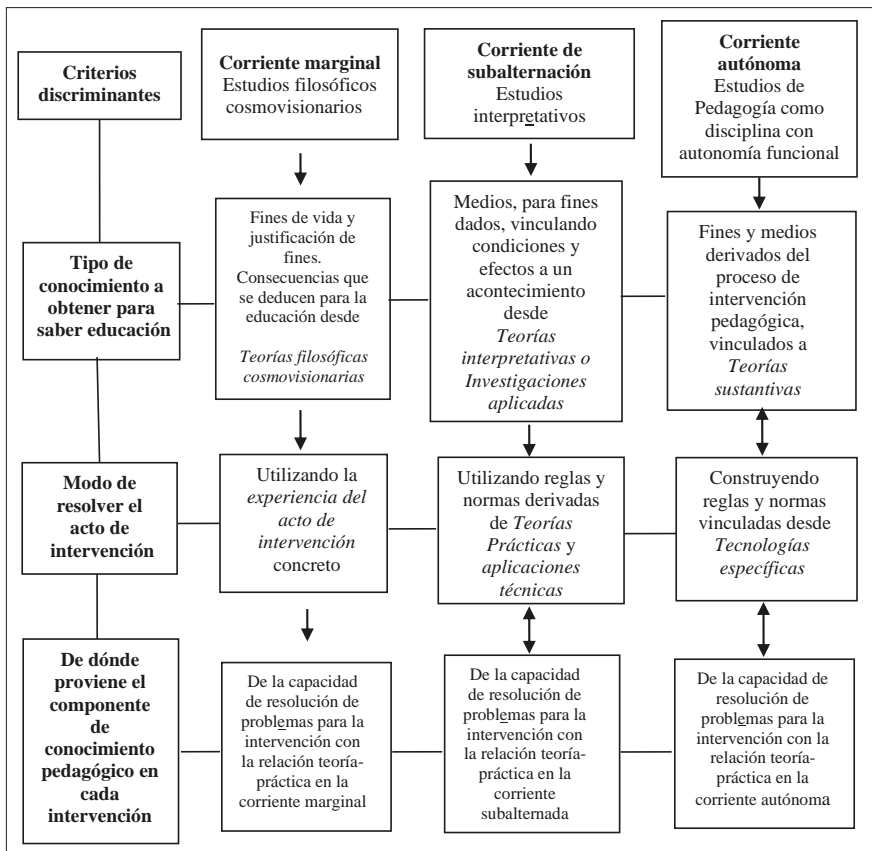 Criterios
discriminantes
Corriente marginal
Estudios filosóficos
cosmovisionarios
Corriente de
subalternación
Estudios
interpretativos
Corriente
autónoma
Estudios de
Pedagogía como
disciplina con
autonomía funcional
Tipo de
conocimiento a
obtener para
saber educación
Fines de vida y
justificación de
fines.
Consecuencias que
se deducen para la
educación desde
Teorías filosóficas
cosmovisionarias
Medios, para fines
dados, vinculando
condiciones y
efectos a un
acontecimiento
desde
Teorías
interpretativas o
Investigaciones
aplicadas
Fines y medios
derivados del
proceso de
intervención
pedagógica,
vinculados a
Teorías
sustantivas
Modo de
resolver el
acto de
intervención
Utilizando la
experiencia del
acto de
intervención
concreto
Utilizando reglas y
normas derivadas
de Teorías
Prácticas y
aplicaciones
técnicas
Construyendo
reglas y normas
vinculadas desde
Tecnologías
específicas
De dónde
proviene el
componente
de
conocimiento
pedagógico en
cada
intervención
De la capacidad
de resolución de
problemas para la
intervención con
la relación teoría-
práctica en la
corriente marginal
De la capacidad
de resolución de
problemas para la
intervención con
la relación teoría-
práctica en la
corriente
subalternada
De la capacidad de
resolución de
problemas para la
intervención con la
relación teoría-
práctica en la
corriente autónoma